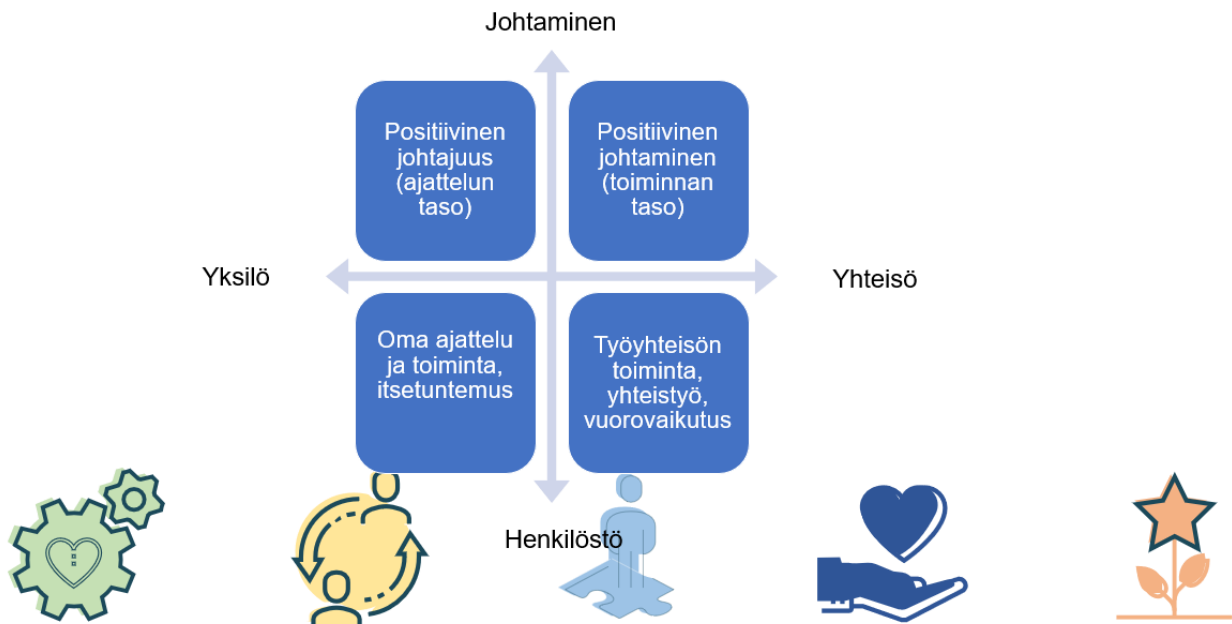 Johtaminen
Positiivinen
johtajuus
(ajattelun
taso)
Positiivinen
johtaminen
(toiminnan
taso)
Yksilö
Yhteisö
Oma ajattelu
ja toiminta,
itsetuntemus
Työyhteisön
toiminta,
yhteistyö,
vuorovaikutus
Henkilöstö